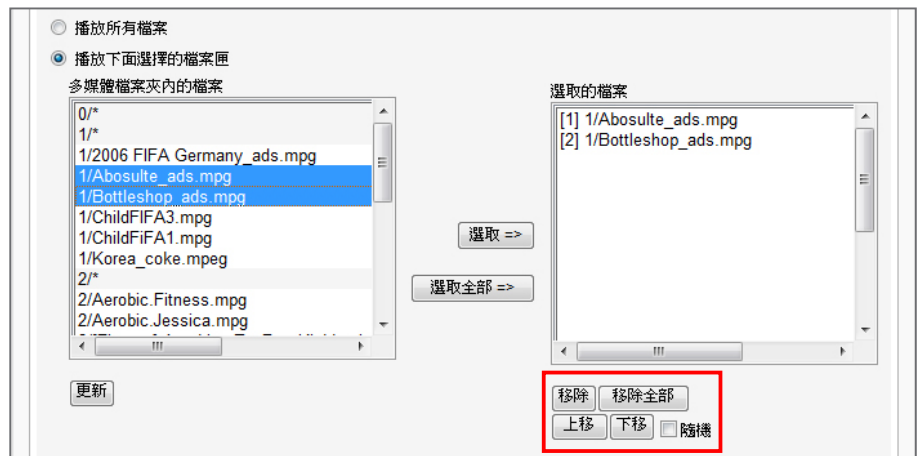 播放所有檔案
播放下面選擇的檔案匣
多媒體檔案夾內的檔案
0/*
1/*
1/2006 FIFA Germany_ads.mpg
1/Abosulte_ads.mpg
1/Bottleshop_ads.mpg
1/ChildFIFA3.mpg
1/ChildFiFA1.mpg
1/Korea_coke.mpeg
2/*
2/Aerobic.Fitness.mpg
2/Aerobic.Jessica.mpg
更新
選取 =>
選取全部 =>
選取的檔案
[1] 1/Abosulte_ads.mpg
[2] 1/Bottleshop_ads.mpg
移除 移除全部
上移 下移 隨機